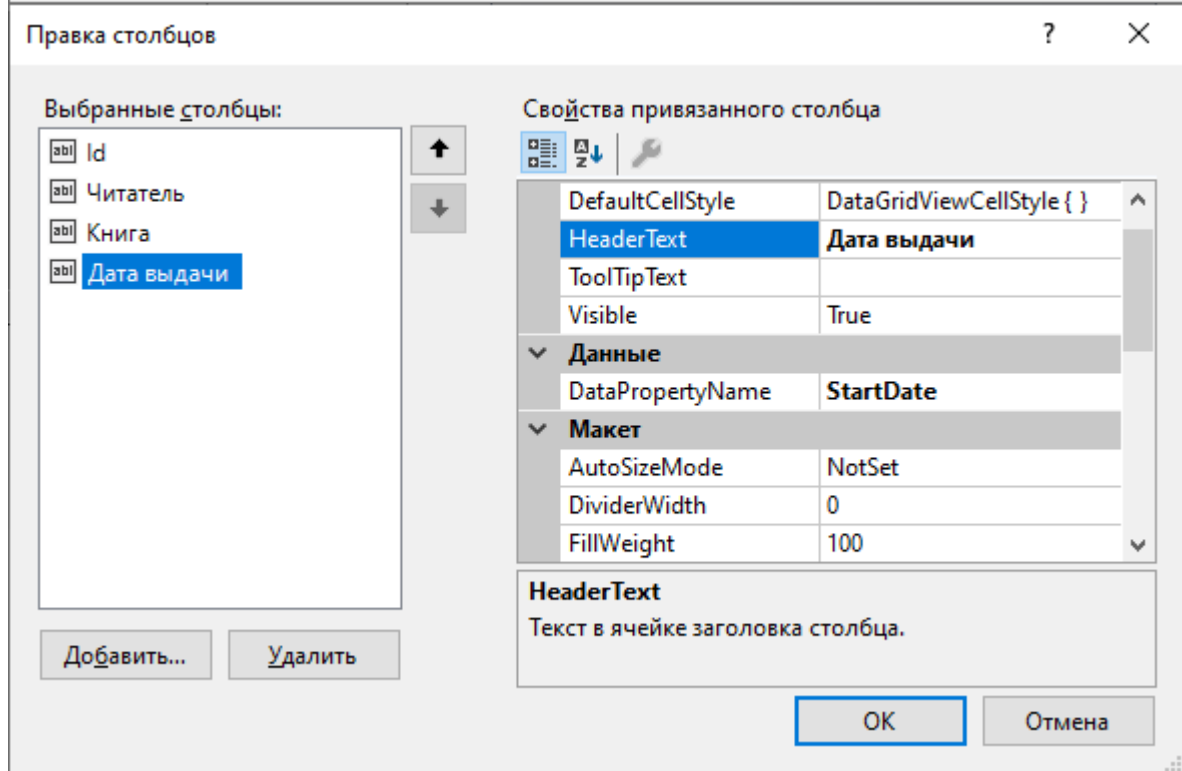 Правка столбцов
?
Выбранные столбцы:
Id
Читатель
Книга
Дата выдачи
Добавить...
Удалить
Свойства привязанного столбца
DefaultCellStyle DataGridViewCellStyle { }
HeaderText Дата выдачи
ToolTipText
Visible True
Данные
DataPropertyName StartDate
Макет
AutoSizeMode NotSet
DividerWidth 0
FillWeight 100
HeaderText
Текст в ячейке заголовка столбца.
OK
Отмена